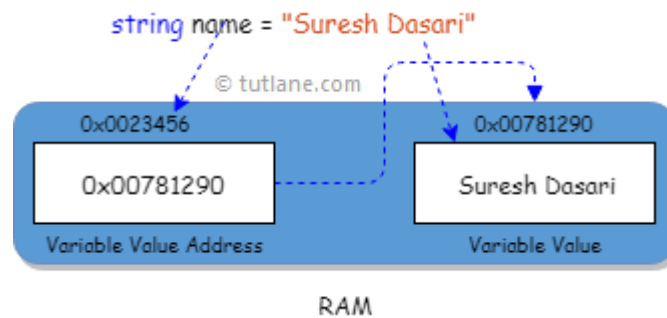 string name = "Suresh Dasari"
© tutlane.com
0x0023456 0x00781290
0x00781290 Suresh Dasari
Variable Value Address Variable Value
RAM